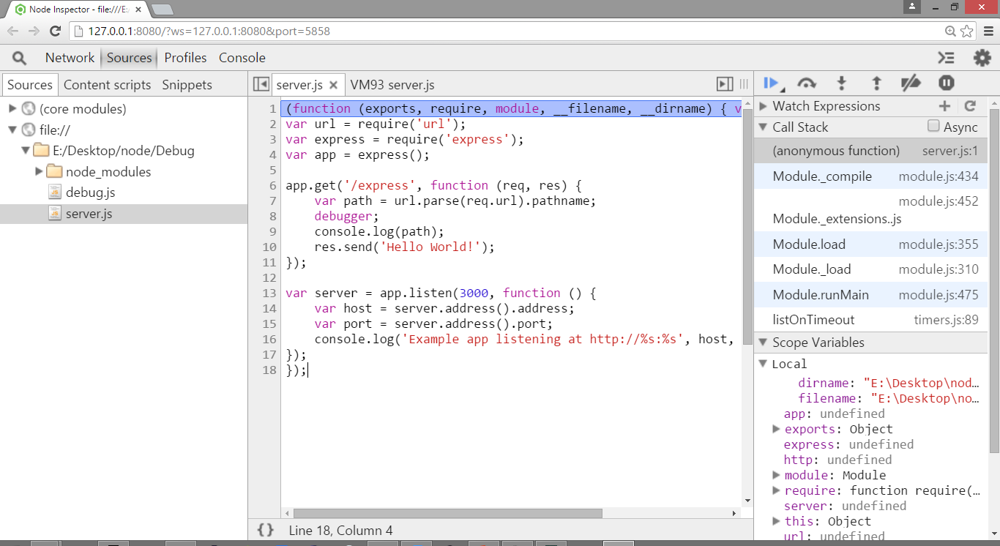 Node Inspector - file:///E:
127.0.0.1:8080/?ws=127.0.0.1:8080&port=5858
Network Sources Profiles Console
Sources Content scripts Snippets
(core modules)
file://
E:/Desktop/node/Debug
node_modules
debug.js
server.js
server.js VM93 server.js
1 (function (exports, require, module, __filename, __dirname) { v
2 var url = require('url');
3 var express = require('express');
4 var app = express();
5
6 app.get('/express', function (req, res) {
7 var path = url.parse(req.url).pathname;
8 debugger;
9 console.log(path);
10 res.send('Hello World!');
11 });
12
13 var server = app.listen(3000, function () {
14 var host = server.address().address;
15 var port = server.address().port;
16 console.log('Example app listening at http://%s:%s', host,
17 });
18 });
{} Line 18, Column 4
Watch Expressions
Call Stack Async
(anonymous function) server.js:1
Module._compile module.js:434
module.js:452
Module._extensions..js
Module.load module.js:355
Module._load module.js:310
Module.runMain module.js:475
listOnTimeout timers.js:89
Scope Variables
Local
dirname: "E:\Desktop\nod…
filename: "E:\Desktop\no…
app: undefined
exports: Object
express: undefined
http: undefined
module: Module
require: function require(…
server: undefined
this: Object
url: undefined